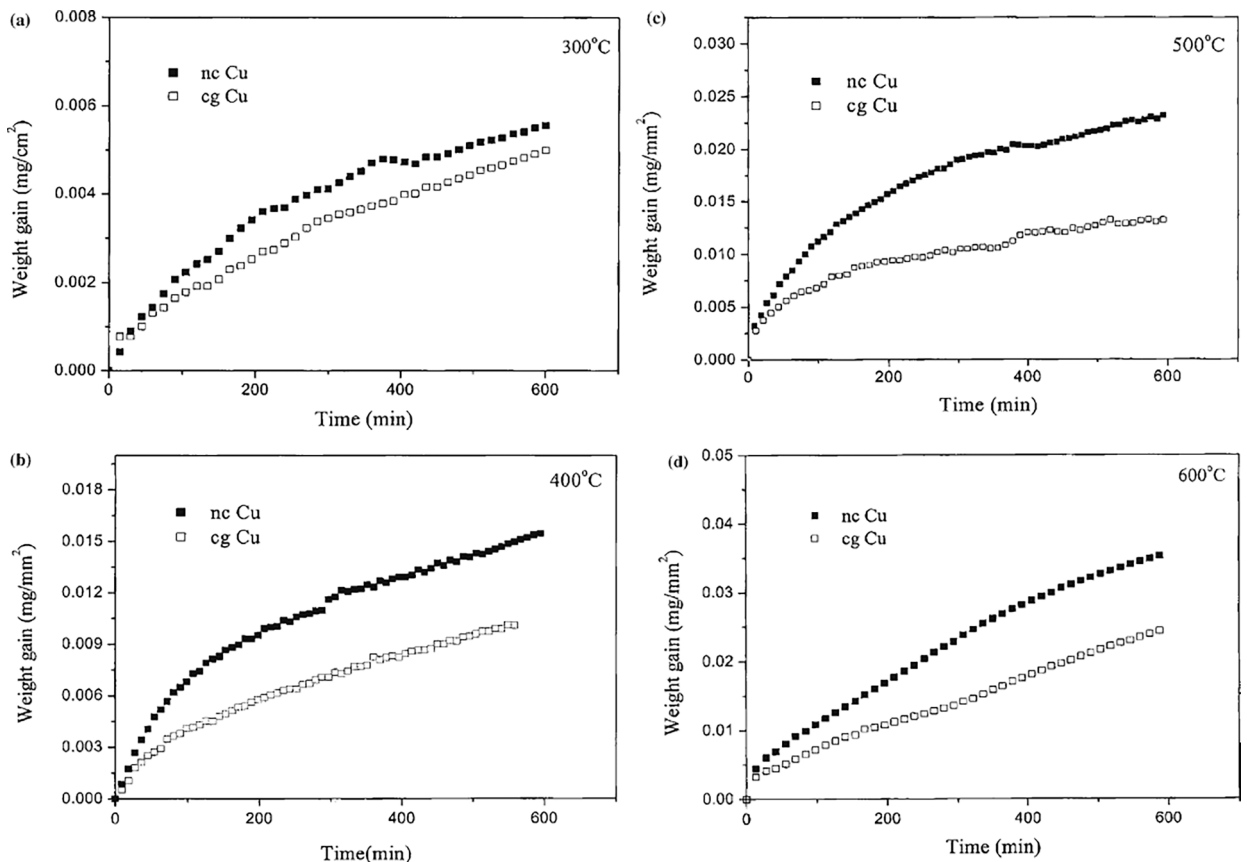 (a)
0.008
0.006
0.004
0.002
0.000
Weight gain (mg/cm²)
300°C
nc Cu
cg Cu
0
200
400
600
Time (min)
(b)
0.018
0.015
0.012
0.009
0.006
0.003
0.000
Weight gain (mg/mm²)
400°C
nc Cu
cg Cu
0
200
400
600
Time(min)
(c)
0.030
0.025
0.020
0.015
0.010
0.005
0.000
Weight gain (mg/mm²)
500°C
nc Cu
cg Cu
0
200
400
600
Time (min)
(d)
0.05
0.04
0.03
0.02
0.01
0.00
Weight gain (mg/mm²)
600°C
nc Cu
cg Cu
0
200
400
600
Time (min)